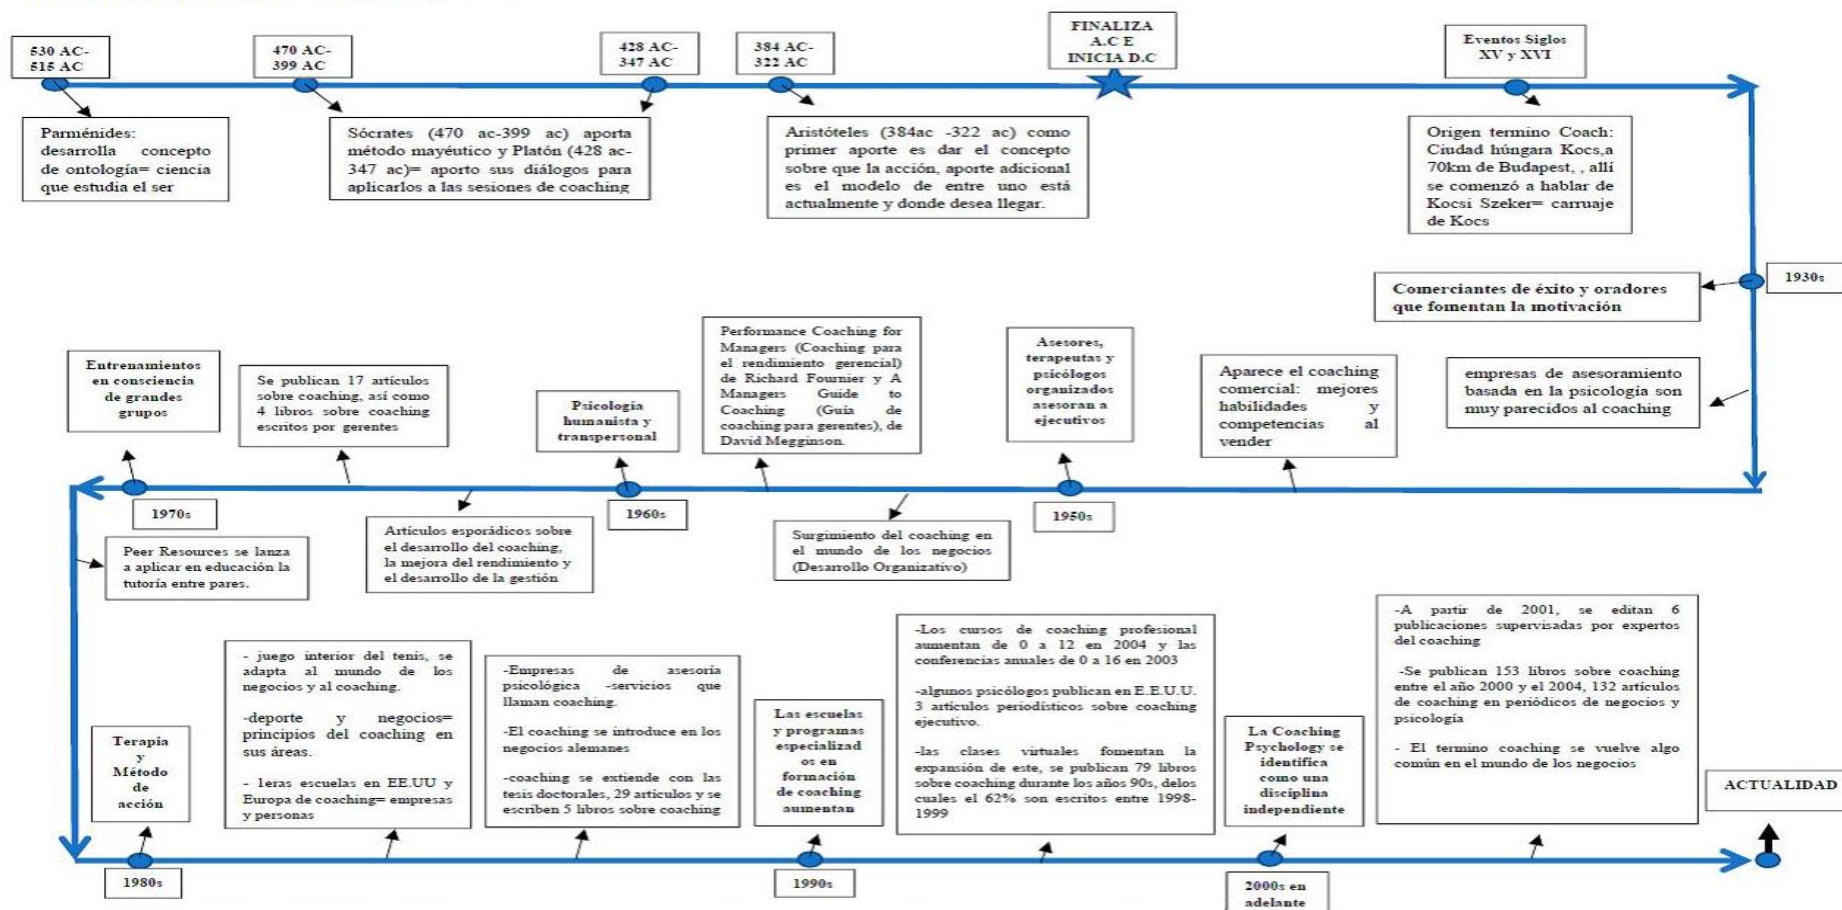 530 AC-
515 AC
470 AC-
399 AC
428 AC-
347 AC
384 AC-
322 AC
FINALIZA
A.C E
INICIA D.C
Eventos Siglos
XV y XVI
Parménides:
desarrolla concepto
de ontología= ciencia
que estudia el ser
Sócrates (470 ac-399 ac) aporta
método mayéutico y Platón (428 ac-
347 ac)= aporto sus diálogos para
aplicarlos a las sesiones de coaching
Aristóteles (384ac -322 ac) como
primer aporte es dar el concepto
sobre que la acción, aporte adicional
es el modelo de entre uno está
actualmente y donde desea llegar.
Origen termino Coach:
Ciudad húngara Kocs,a
70km de Budapest, , allí
se comenzó a hablar de
Kocsi Szeker= carruaje
de Kocs
1930s
Comerciantes de éxito y oradores
que fomentan la motivación
empresas de asesoramiento
basada en la psicología son
muy parecidos al coaching
Aparece el coaching
comercial: mejores
habilidades y
competencias al
vender
Asesores,
terapeutas y
psicólogos
organizados
asesoran a
ejecutivos
1950s
Performance Coaching for
Managers (Coaching para
el rendimiento gerencial)
de Richard Fournier y A
Managers Guide to
Coaching (Guía de
coaching para gerentes), de
David Megginson.
Surgimiento del coaching en
el mundo de los negocios
(Desarrollo Organizativo)
Psicología
humanista y
transpersonal
1960s
Se publican 17 artículos
sobre coaching, así como
4 libros sobre coaching
escritos por gerentes
Artículos esporádicos sobre
el desarrollo del coaching,
la mejora del rendimiento y
el desarrollo de la gestión
Entrenamientos
en consciencia
de grandes
grupos
1970s
Peer Resources se lanza
a aplicar en educación la
tutoría entre pares.
Terapia
y
Método
de
acción
1980s
- juego interior del tenis, se
adapta al mundo de los
negocios y al coaching.
-deporte y negocios=
principios del coaching en
sus áreas.
- 1eras escuelas en EE.UU y
Europa de coaching= empresas
y personas
-Empresas de asesoría
psicológica -servicios que
llaman coaching.
-El coaching se introduce en los
negocios alemanes
-coaching se extiende con las
tesis doctorales, 29 artículos y se
escriben 5 libros sobre coaching
Las escuelas
y programas
especializad
os en
formación
de coaching
aumentan
1990s
-Los cursos de coaching profesional
aumentan de 0 a 12 en 2004 y las
conferencias anuales de 0 a 16 en 2003
-algunos psicólogos publican en E.E.U.U.
3 artículos periodísticos sobre coaching
ejecutivo.
-las clases virtuales fomentan la
expansión de este, se publican 79 libros
sobre coaching durante los años 90s, delos
cuales el 62% son escritos entre 1998-
1999
La Coaching
Psychology se
identifica
como una
disciplina
independiente
2000s en
adelante
-A partir de 2001, se editan 6
publicaciones supervisadas por expertos
del coaching
-Se publican 153 libros sobre coaching
entre el año 2000 y el 2004, 132 artículos
de coaching en periódicos de negocios y
psicología
- El termino coaching se vuelve algo
común en el mundo de los negocios
ACTUALIDAD